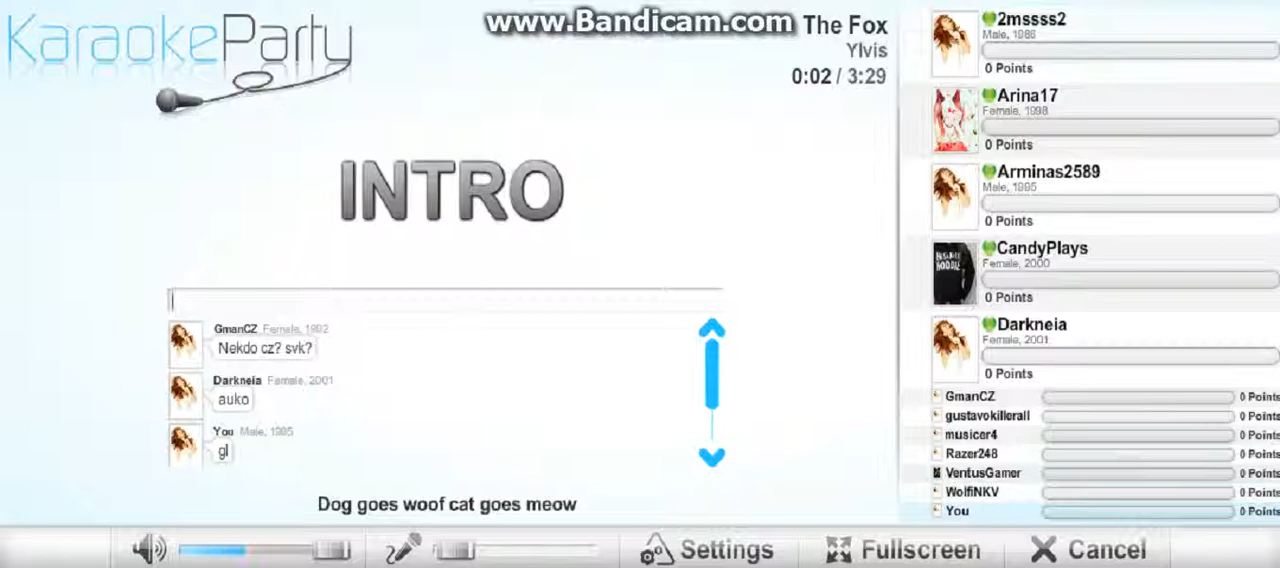 KaraokeParty
www.Bandicam.com
The Fox
Ylvis
0:02 / 3:29
INTRO
GmanCZ Female, 1992
Nekdo cz? svk?
Darkneia Female, 2001
auko
You Male, 1995
gl
Dog goes woof cat goes meow
2mssss2
Male, 1986
0 Points
Arina17
Female, 1998
0 Points
Arminas2589
Male, 1995
0 Points
CandyPlays
Female, 2000
0 Points
Darkneia
Female, 2001
0 Points
GmanCZ 0 Points
gustavokillerall 0 Points
musicer4 0 Points
Razer248 0 Points
VentusGamer 0 Points
WolfiNKV 0 Points
You 0 Points
Settings
Fullscreen
Cancel